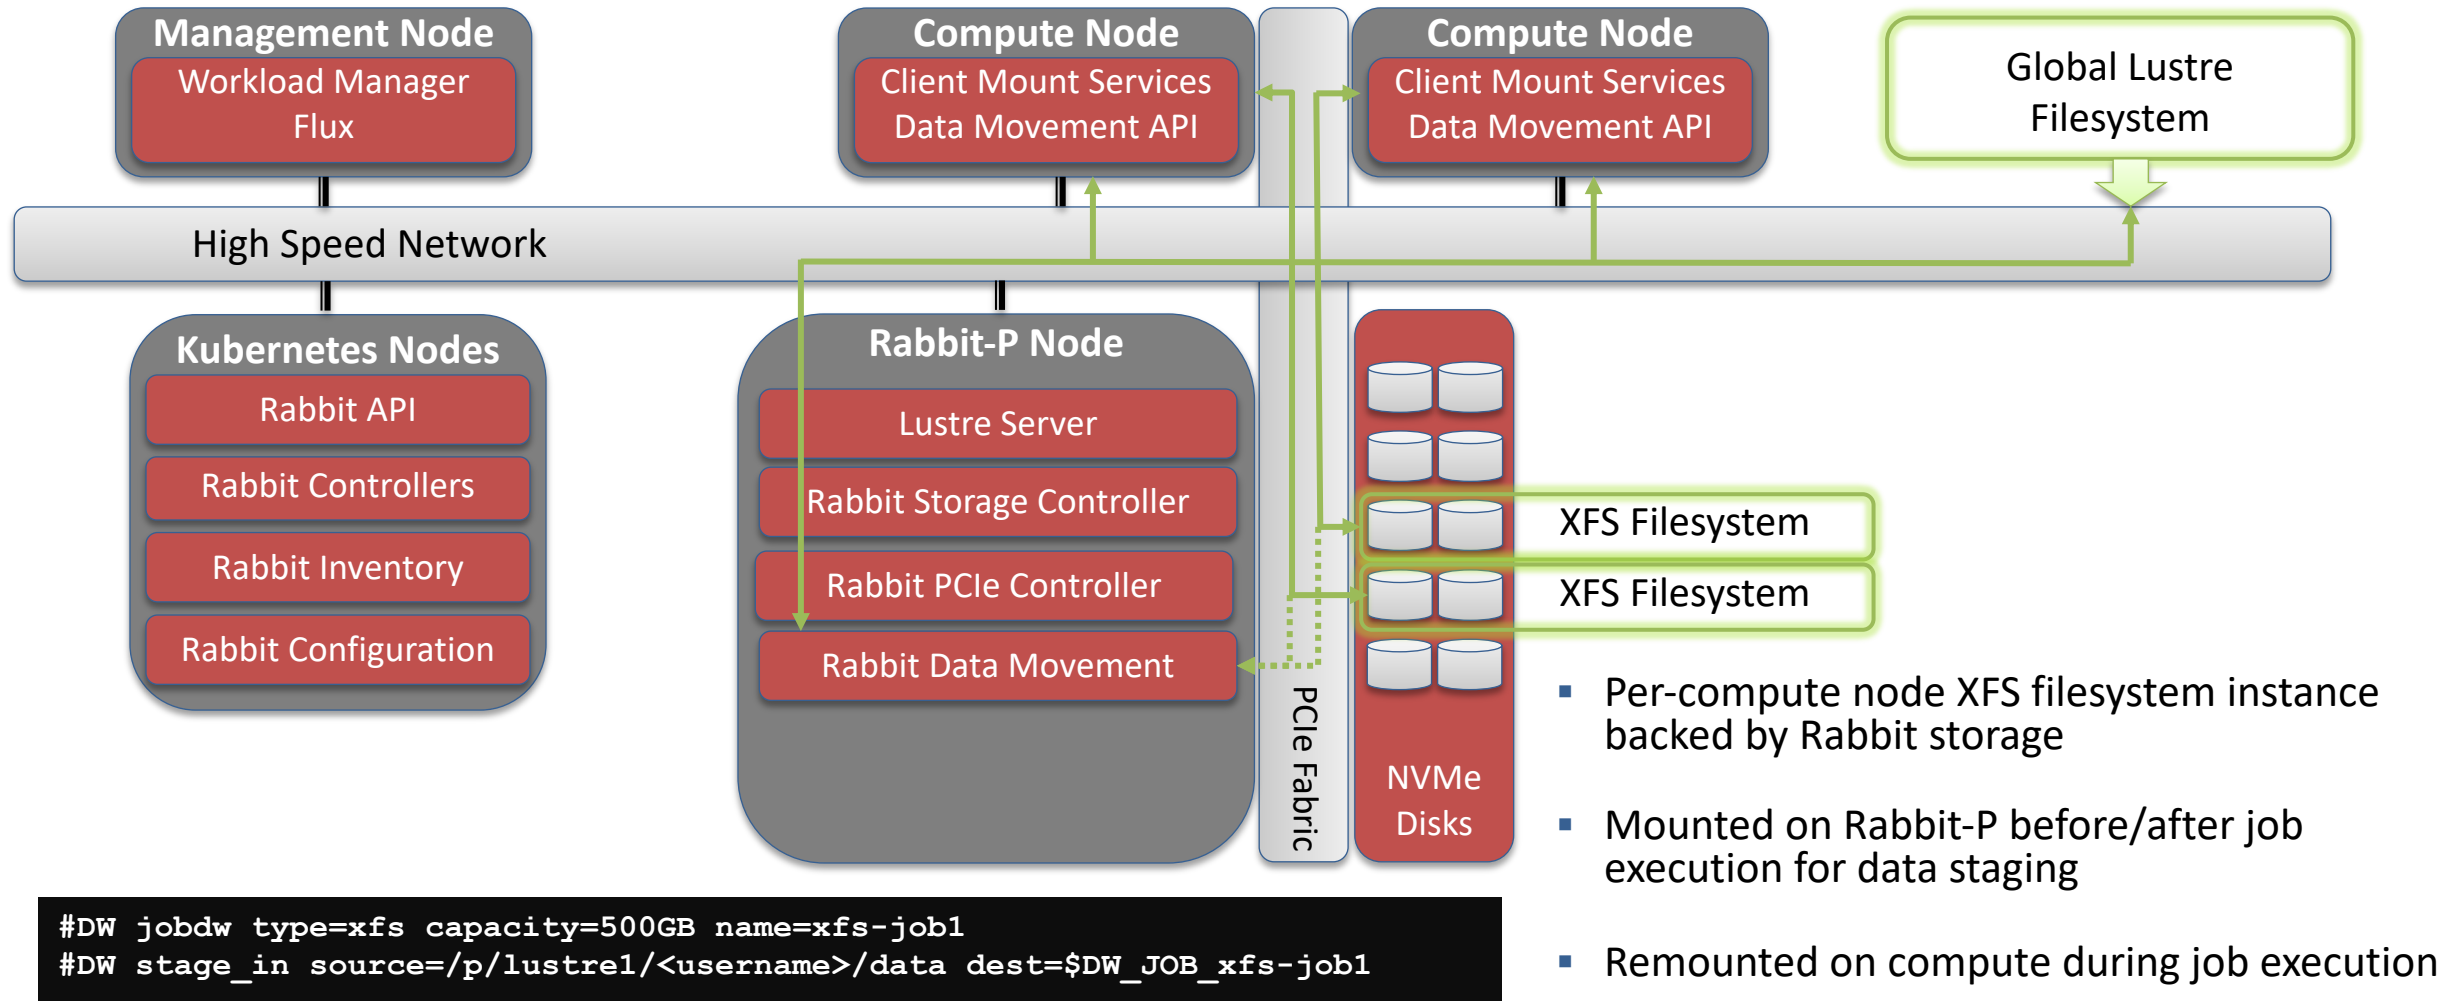 Management Node
Workload Manager
Flux
Compute Node
Client Mount Services
Data Movement API
Compute Node
Client Mount Services
Data Movement API
Global Lustre
Filesystem
High Speed Network
Kubernetes Nodes
Rabbit API
Rabbit Controllers
Rabbit Inventory
Rabbit Configuration
Rabbit-P Node
Lustre Server
Rabbit Storage Controller
Rabbit PCIe Controller
Rabbit Data Movement
PCIe Fabric
NVMe
Disks
XFS Filesystem
XFS Filesystem
▪ Per-compute node XFS filesystem instance
backed by Rabbit storage
▪ Mounted on Rabbit-P before/after job
execution for data staging
▪ Remounted on compute during job execution
#DW jobdw type=xfs capacity=500GB name=xfs-job1
#DW stage_in source=/p/lustre1/<username>/data dest=$DW_JOB_xfs-job1